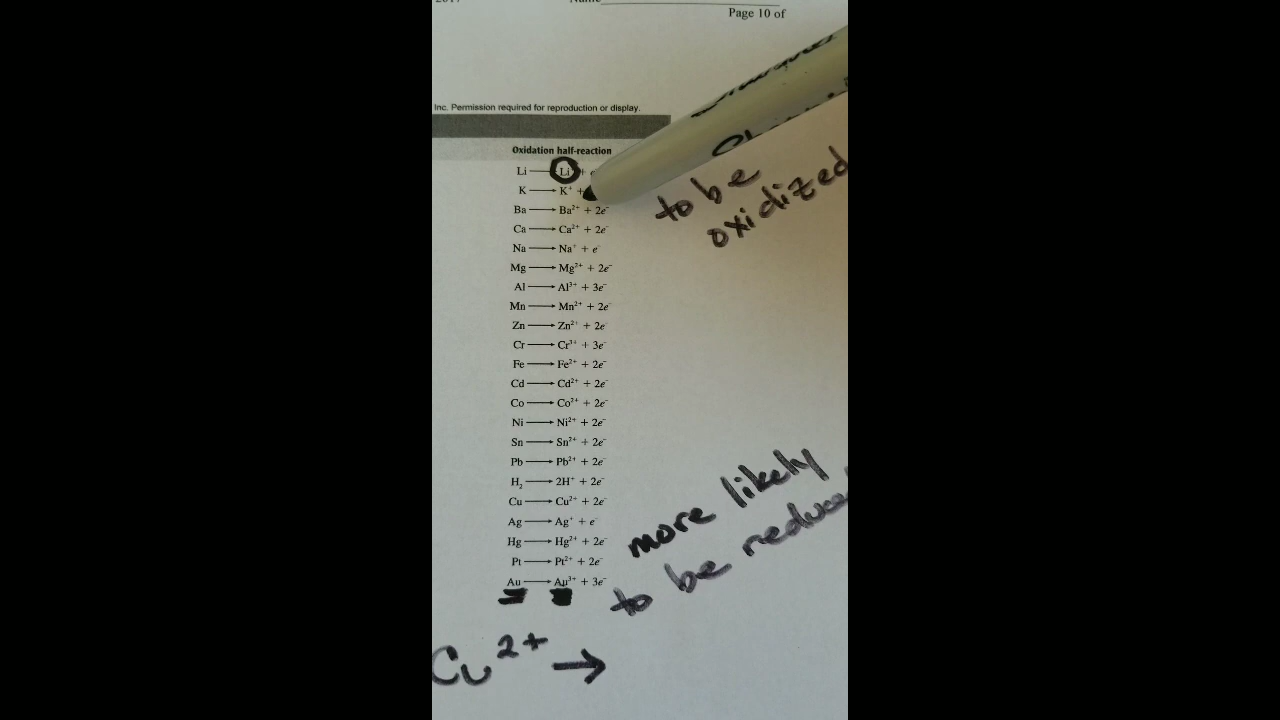 Page 10 of
Inc. Permission required for reproduction or display.
Oxidation half-reaction
Li ⟶ Li +
K ⟶ K⁺ +
Ba ⟶ Ba²⁺ + 2e⁻
Ca ⟶ Ca²⁺ + 2e⁻
Na ⟶ Na⁺ + e⁻
Mg ⟶ Mg²⁺ + 2e⁻
Al ⟶ Al³⁺ + 3e⁻
Mn ⟶ Mn²⁺ + 2e⁻
Zn ⟶ Zn²⁺ + 2e⁻
Cr ⟶ Cr³⁺ + 3e⁻
Fe ⟶ Fe²⁺ + 2e⁻
Cd ⟶ Cd²⁺ + 2e⁻
Co ⟶ Co²⁺ + 2e⁻
Ni ⟶ Ni²⁺ + 2e⁻
Sn ⟶ Sn²⁺ + 2e⁻
Pb ⟶ Pb²⁺ + 2e⁻
H₂ ⟶ 2H⁺ + 2e⁻
Cu ⟶ Cu²⁺ + 2e⁻
Ag ⟶ Ag⁺ + e⁻
Hg ⟶ Hg²⁺ + 2e⁻
Pt ⟶ Pt²⁺ + 2e⁻
Au ⟶ Au³⁺ + 3e⁻
to be
oxidized
more likely
to be reduce
Cu²⁺ →